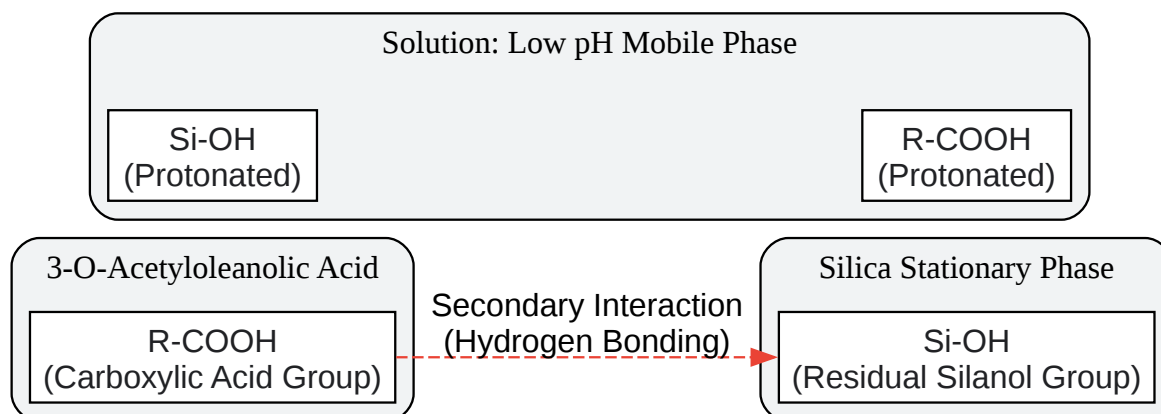 Solution: Low pH Mobile Phase
Si-OH
(Protonated)
R-COOH
(Protonated)
3-O-Acetyloleanolic Acid
R-COOH
(Carboxylic Acid Group)
Secondary Interaction
(Hydrogen Bonding)
Silica Stationary Phase
Si-OH
(Residual Silanol Group)